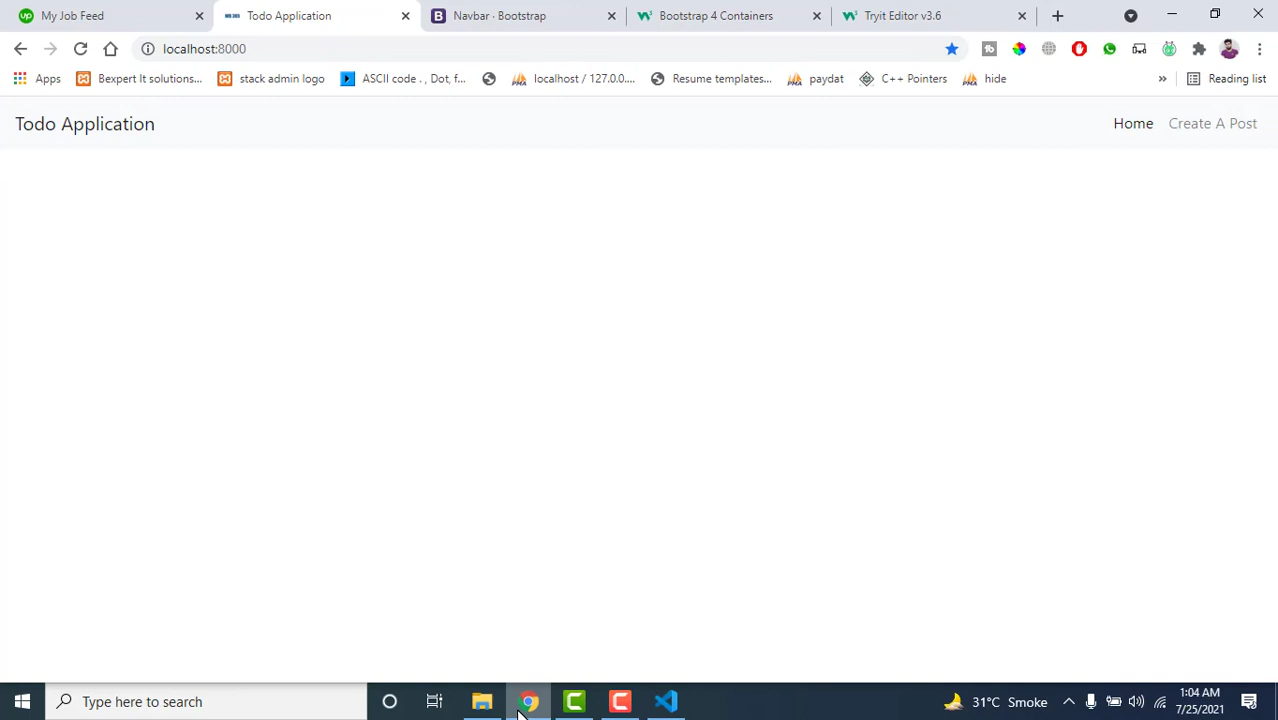 My Job Feed
Todo Application
Navbar · Bootstrap
Bootstrap 4 Containers
Tryit Editor v3.6
localhost:8000
Apps
Bexpert It solutions...
stack admin logo
ASCII code . , Dot, f...
localhost / 127.0.0....
Resume templates...
paydat
C++ Pointers
hide
»
Reading list
Todo Application
Home
Create A Post
Type here to search
31°C Smoke
1:04 AM
7/25/2021